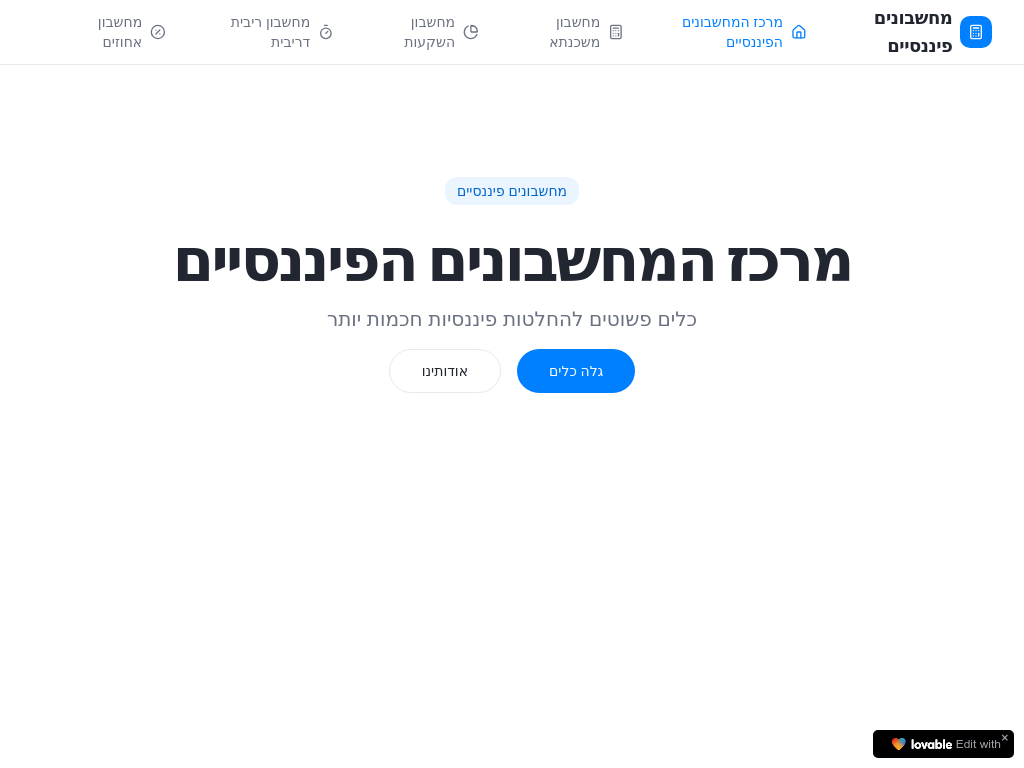 מחשבונים
פיננסיים
מרכז המחשבונים
הפיננסיים
מחשבון
משכנתא
מחשבון
השקעות
מחשבון ריבית
דריבית
מחשבון
אחוזים
מחשבונים פיננסיים
מרכז המחשבונים הפיננסיים
כלים פשוטים להחלטות פיננסיות חכמות יותר
גלה כלים
אודותינו
Edit with lovable ×